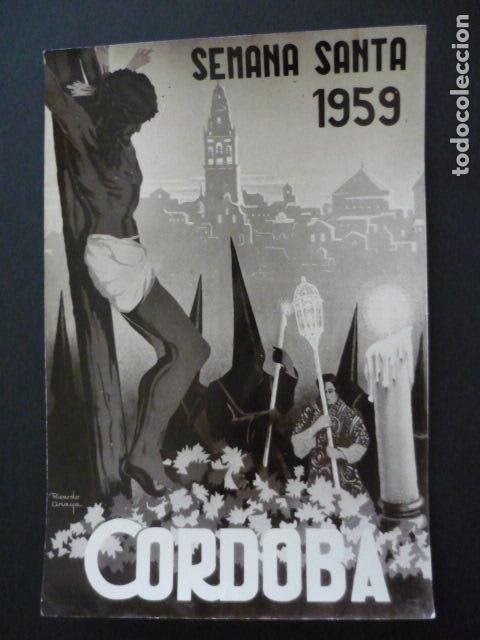 SEMANA SANTA
1959
todocoleccion
Ricardo
Anaya
CORDOBA